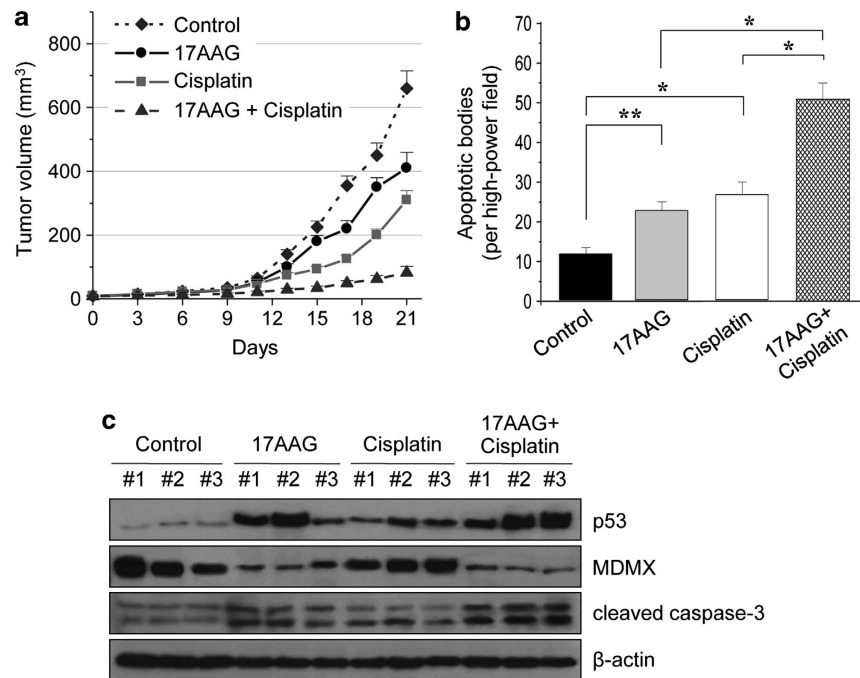 a
Control
17AAG
Cisplatin
17AAG + Cisplatin
Tumor volume (mm³)
800
600
400
200
0
0 3 6 9 12 15 18 21
Days
b
Apoptotic bodies
(per high-power field)
70
60
50
40
30
20
10
0
*
*
*
**
Control
17AAG
Cisplatin
17AAG+
Cisplatin
c
Control 17AAG Cisplatin 17AAG+
Cisplatin
#1 #2 #3 #1 #2 #3 #1 #2 #3 #1 #2 #3
p53
MDMX
cleaved caspase-3
β-actin